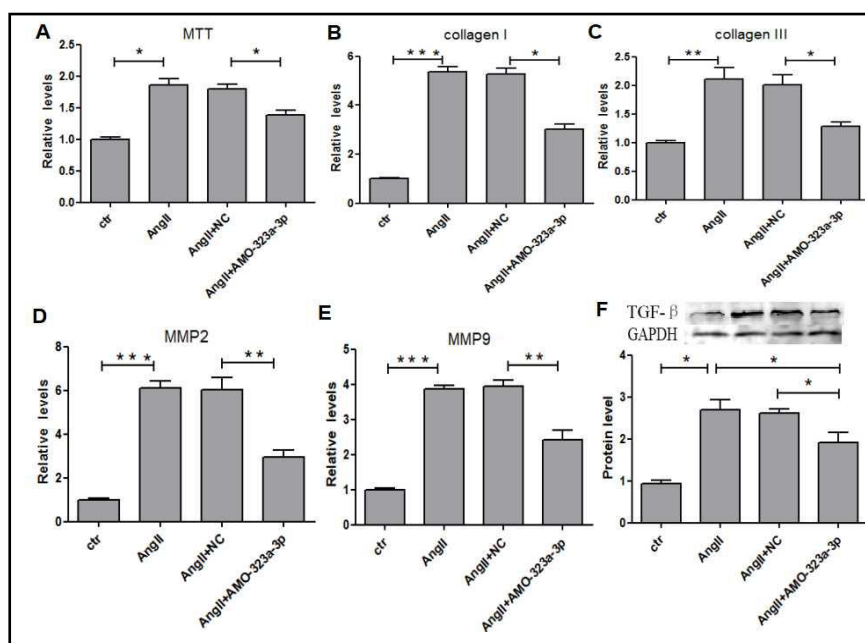 A
MTT
Relative levels
2.5
2.0
1.5
1.0
0.5
0.0
*
*
ctr
AngII
AngII+NC
AngII+AMO-323a-3p
B
collagen I
Relative levels
6
4
2
0
***
*
ctr
AngII
AngII+NC
AngII+AMO-323a-3p
C
collagen III
Relative levels
2.5
2.0
1.5
1.0
0.5
0.0
**
*
ctr
AngII
AngII+NC
AngII+AMO-323a-3p
D
MMP2
Relative levels
8
6
4
2
0
***
**
ctr
AngII
AngII+NC
AngII+AMO-323a-3p
E
MMP9
Relative levels
5
4
3
2
1
0
***
**
ctr
AngII
AngII+NC
AngII+AMO-323a-3p
F
TGF-β
GAPDH
Protein level
4
3
2
1
0
*
*
*
ctr
AngII
AngII+NC
AngII+AMO-323a-3p